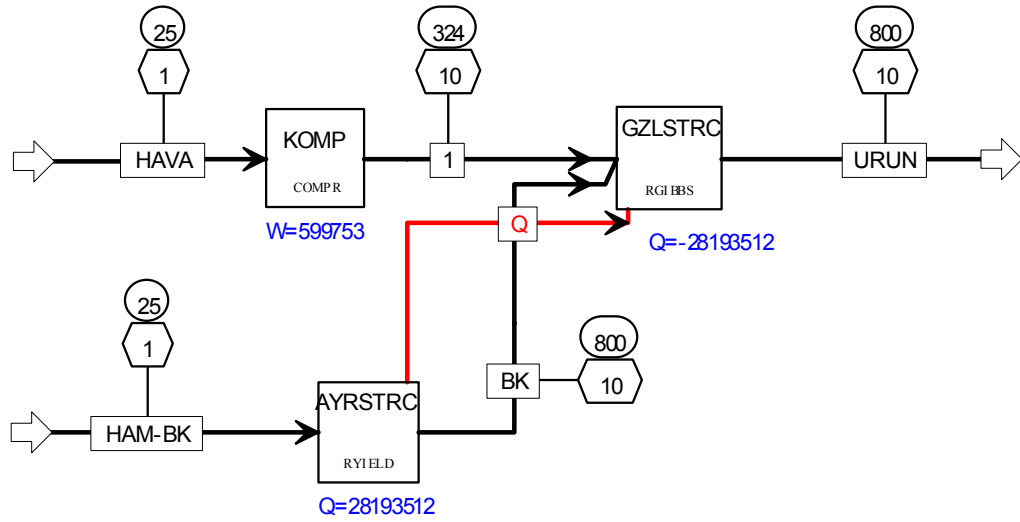 25
1
HAVA
KOMP
COMPR
W=599753
324
10
1
GZLSTRC
RGIBBS
Q=-28193512
800
10
URUN
Q
25
1
HAM-BK
AYRSTRC
RYIELD
Q=28193512
BK
800
10